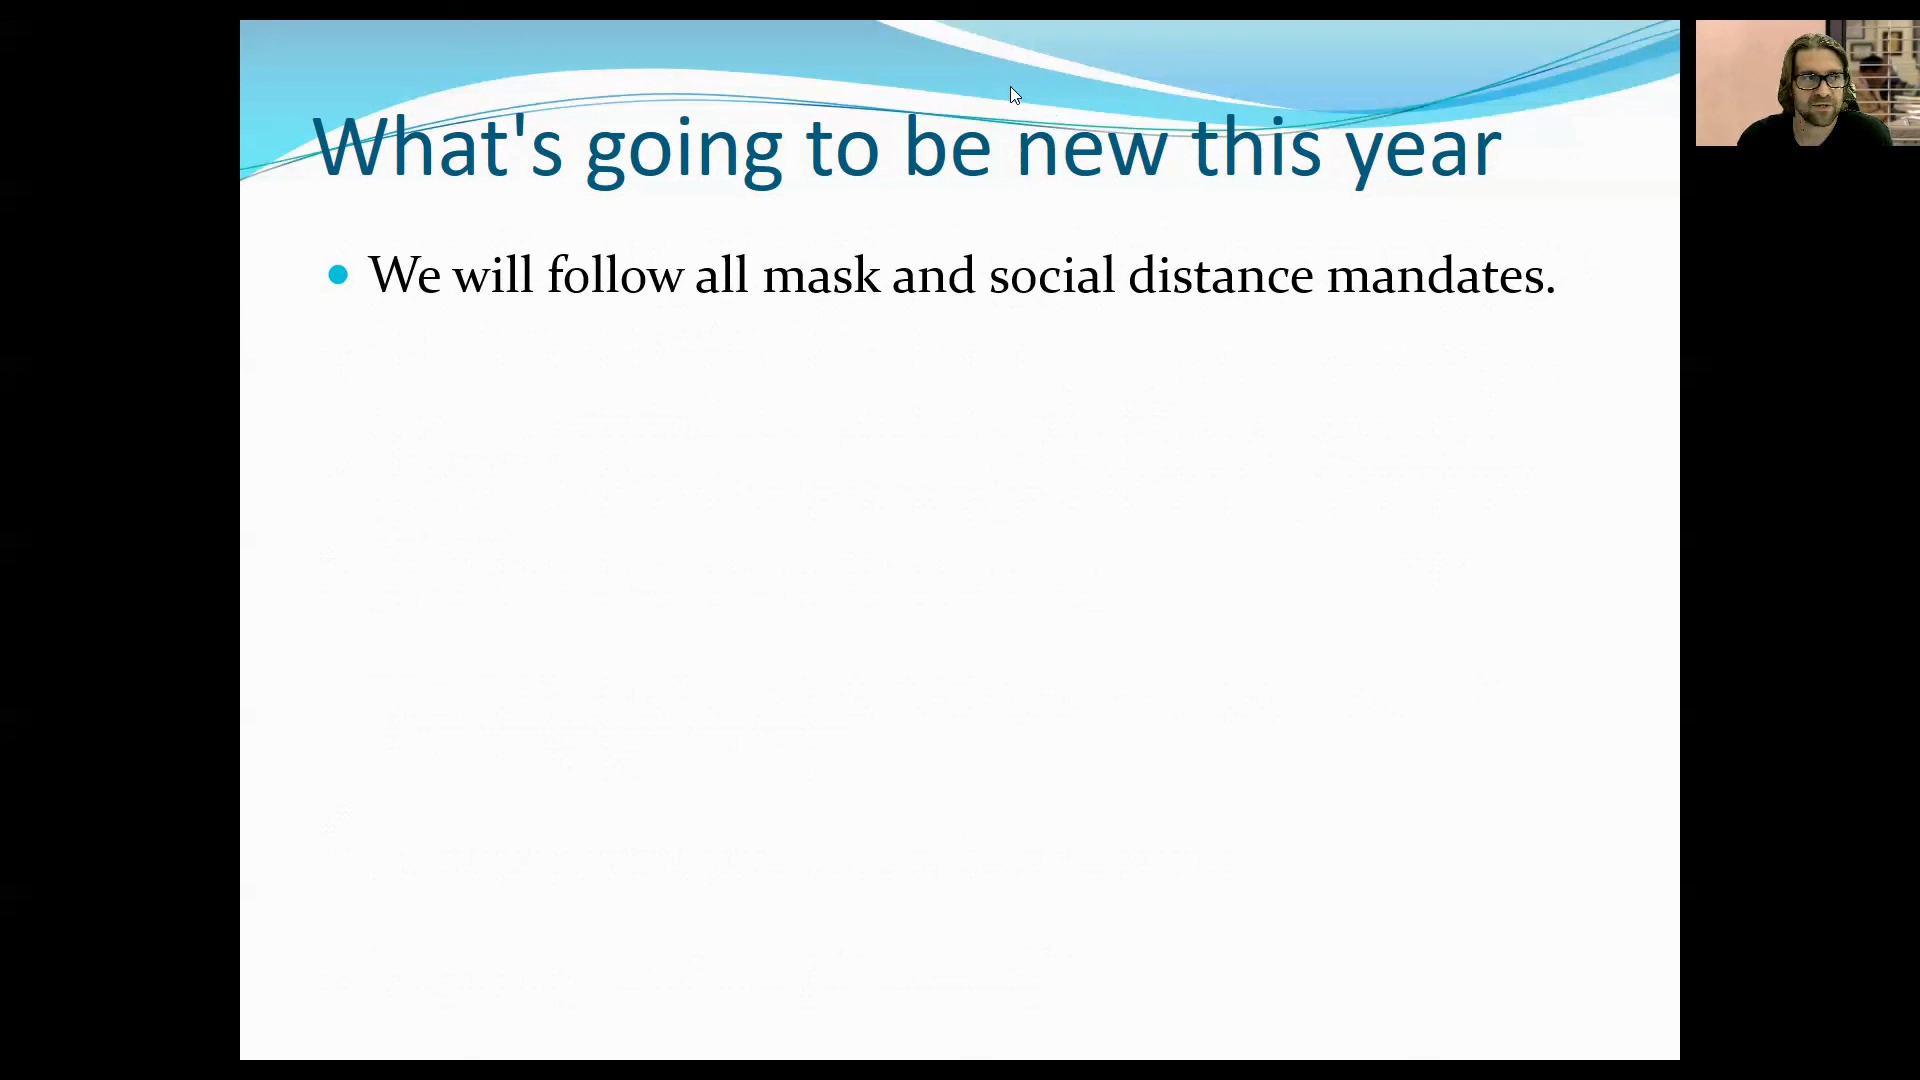 What's going to be new this year
We will follow all mask and social distance mandates.